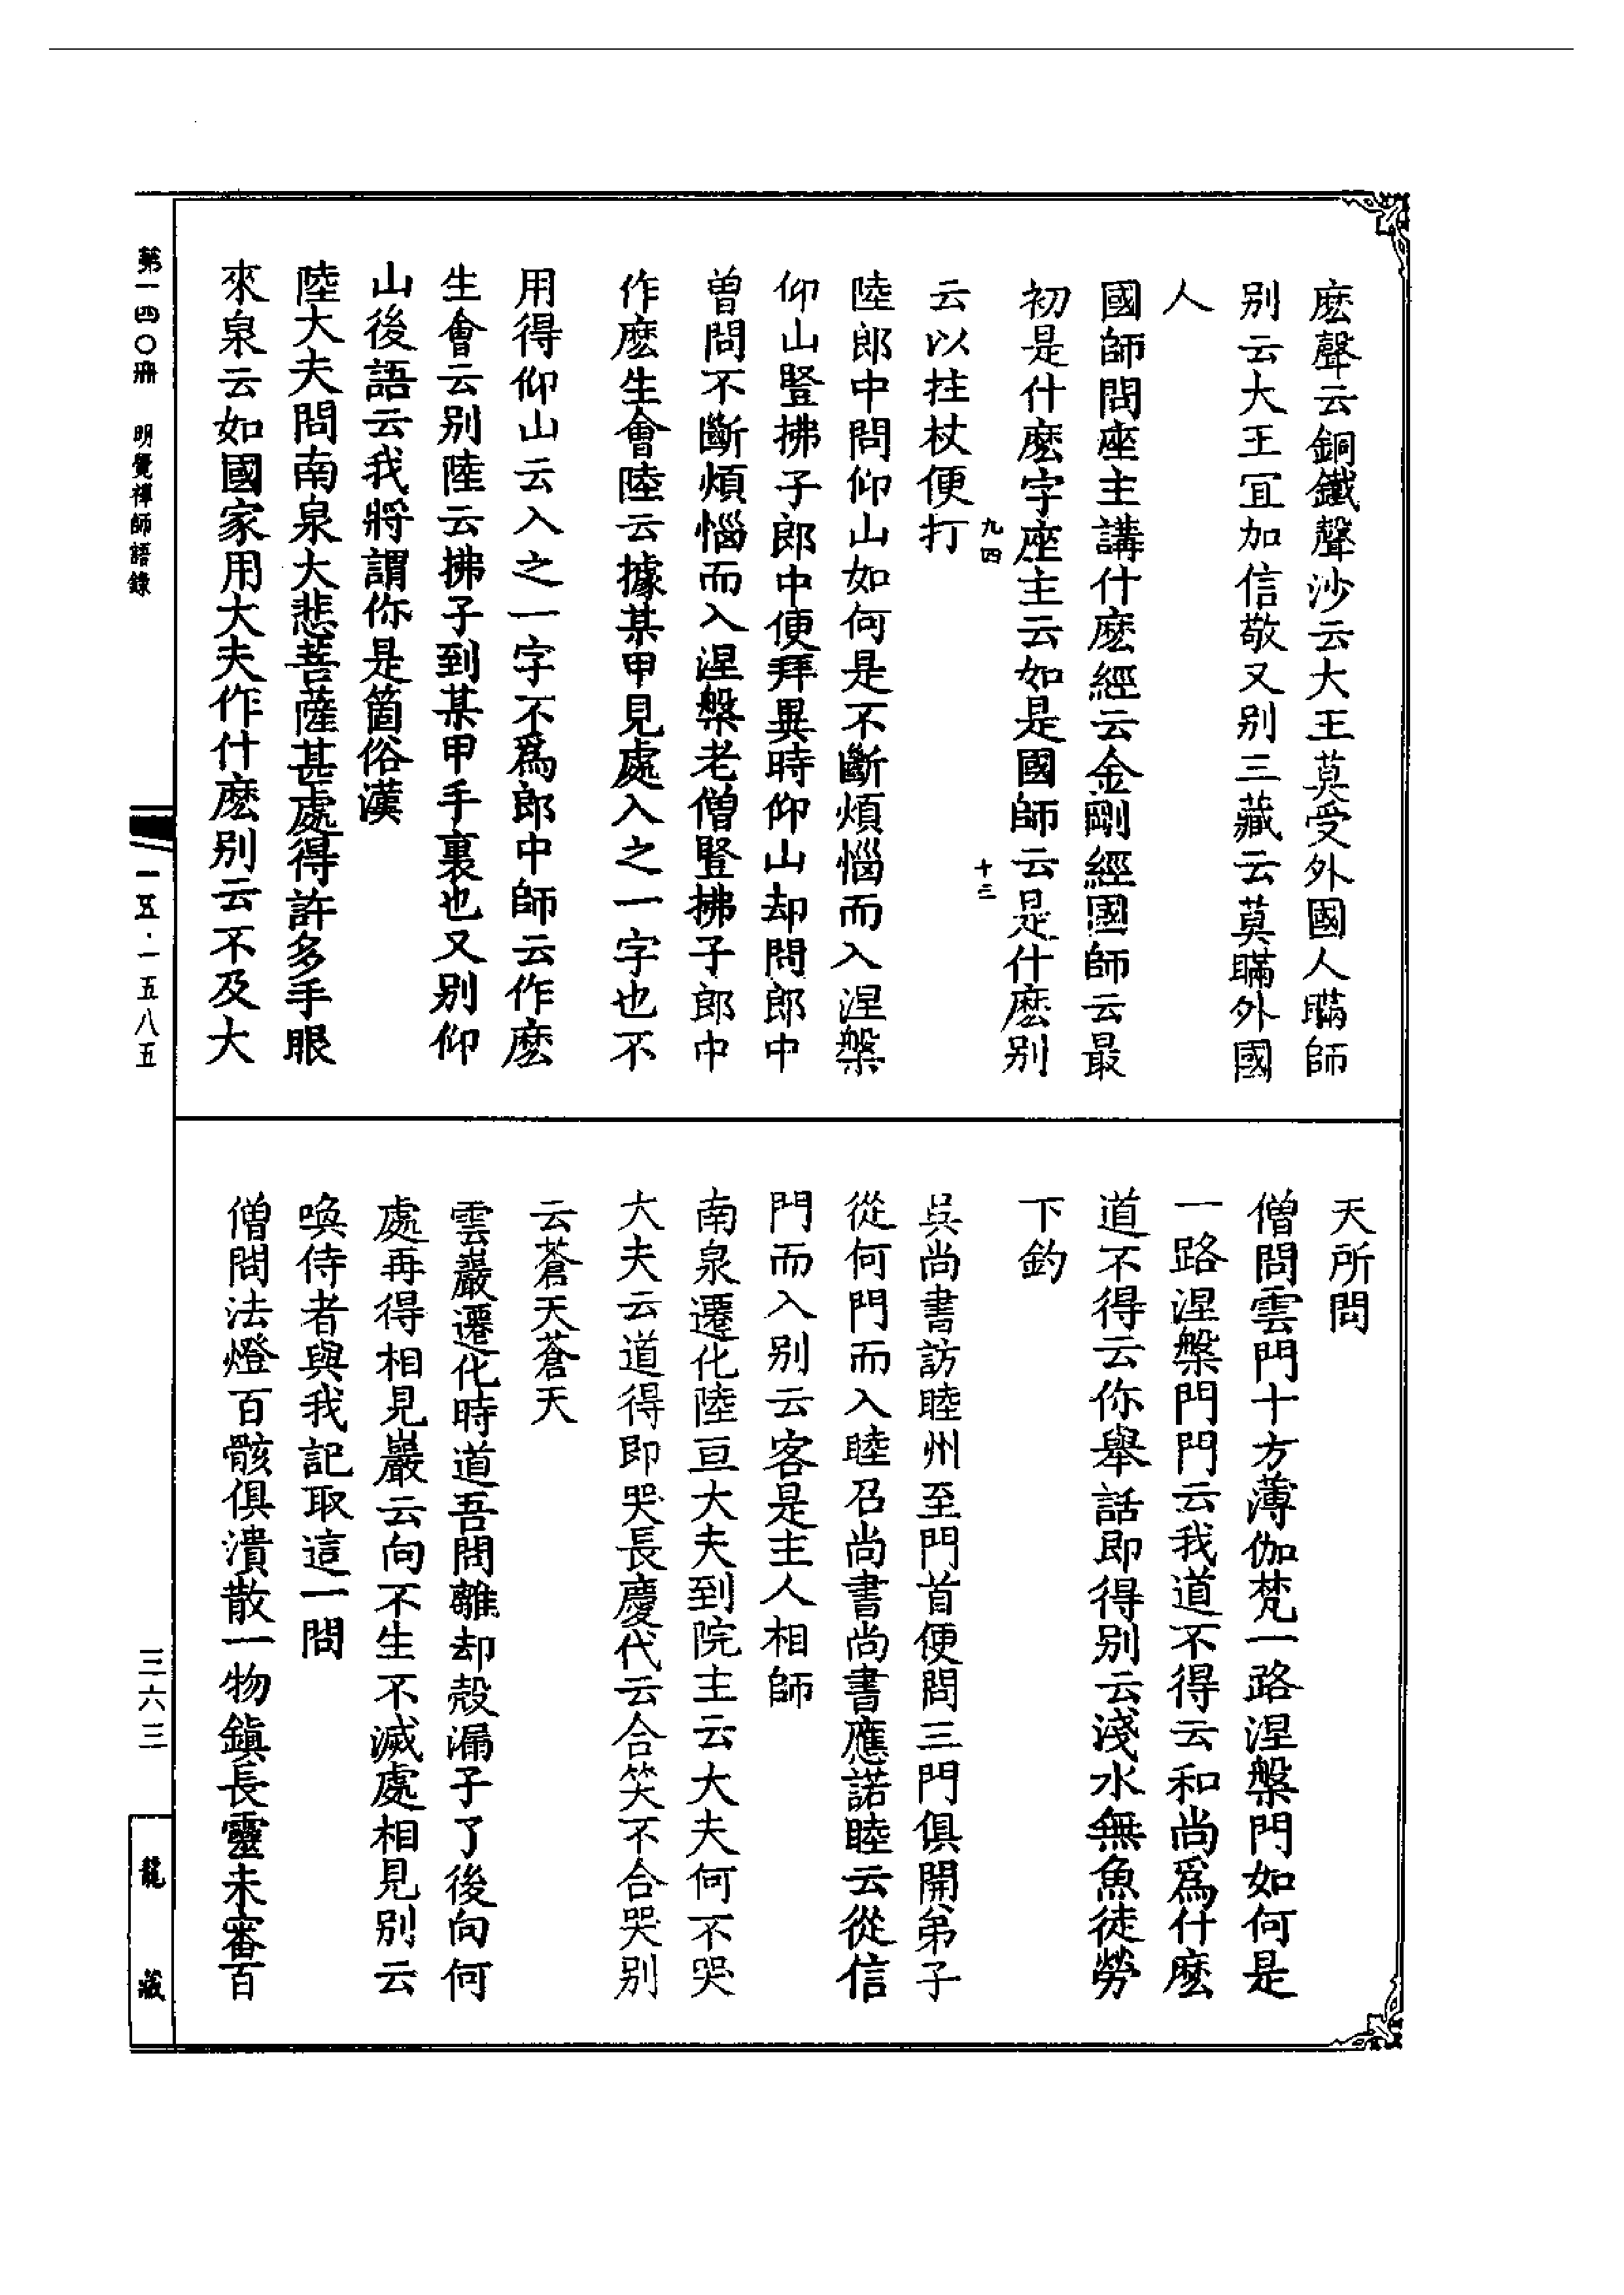 麽聲云銅鐵聲沙云大王莫受外國人瞞師
别云大王冝加信敬又别三藏云莫瞞外國
人
國師問座主講什麽經云金剛經國師云最
初是什麽字座主云如是國師云是什麽别
九四
十三
云以拄杖便打
陸郎中問仰山如何是不斷煩惱而入涅槃
仰山豎拂子郎中便拜異時仰山却問郎中
曾問不斷煩惱而入涅槃老僧豎拂子郎中
作麽生會陸云據某甲見處入之一字也不
用得仰山云入之一字不爲郎中師云作麽
生會云别陸云拂子到某甲手裏也又别仰
山後語云我將謂你是箇俗漢
陸大夫問南泉大悲菩薩甚處得許多手眼
來泉云如國家用大夫作什麽别云不及大
天所問
僧問雲門十方薄伽梵一路涅槃門如何是
一路涅槃門門云我道不得云和尚爲什麽
道不得云你舉話即得别云淺水無魚徒勞
下釣
吳尚書訪睦州至門首便問三門俱開弟子
從何門而入睦召尚書尚書應諾睦云從信
門而入别云客是主人相師
南泉遷化陸亘大夫到院主云大夫何不哭
大夫云道得即哭長慶代云合笑不合哭别
云蒼天蒼天
雲巖遷化時道吾問離却殼漏子了後向何
處再得相見巖云向不生不滅處相見别云
喚侍者與我記取這一問
僧問法燈百骸俱潰散一物鎮長靈未審百
第一四〇冊 明覺禪師語錄
一五·一五八五
三六三
龍藏